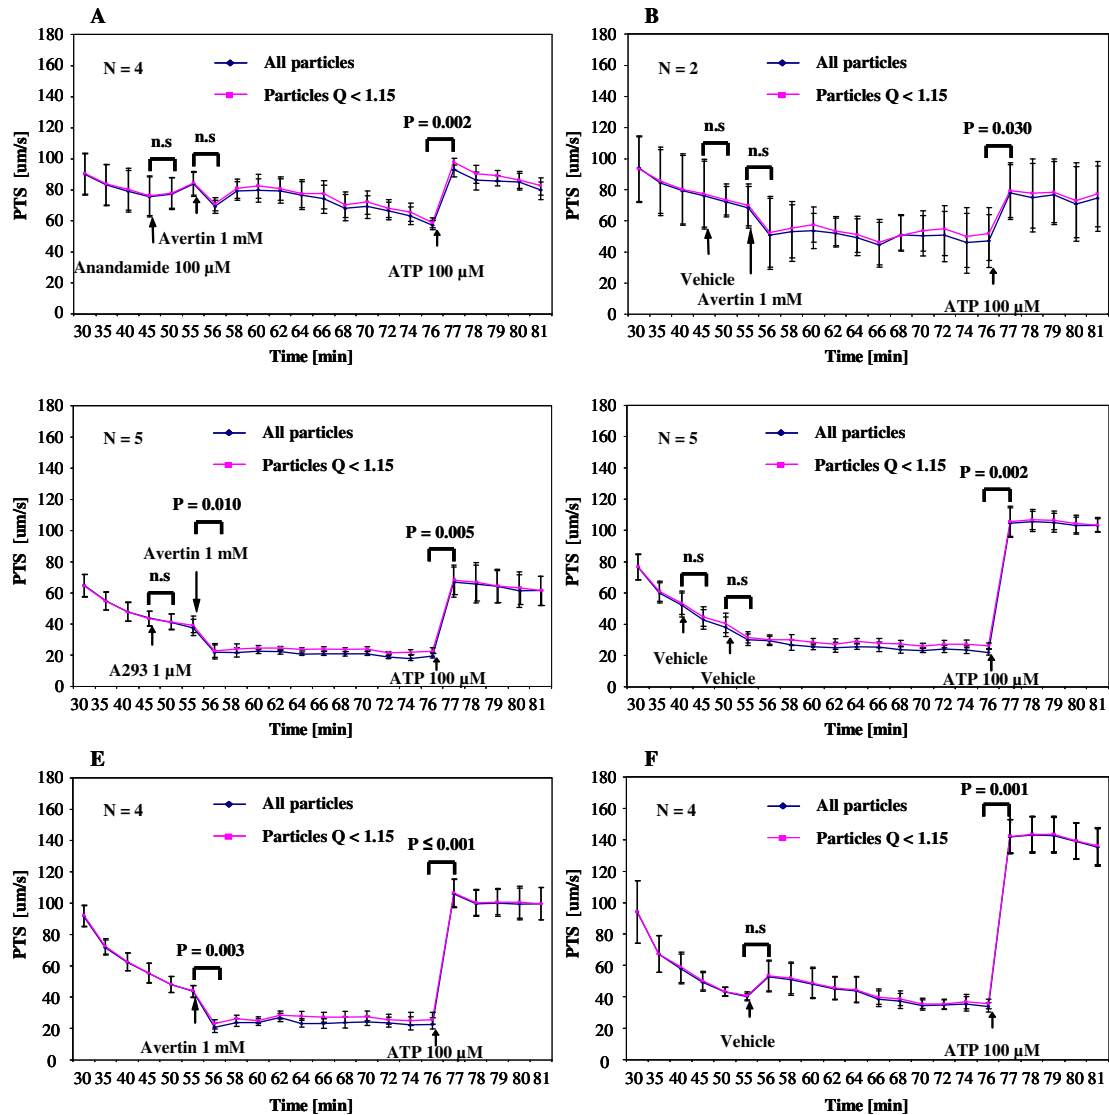 A
180
160
140
120
100
80
60
40
20
0
PTS [um/s]
N = 4
All particles
Particles Q < 1.15
n.s
n.s
P = 0.002
Avertin 1 mM
Anandamide 100 µM
ATP 100 µM
30 35 40 45 50 55 56 58 60 62 64 66 68 70 72 74 76 77 78 79 80 81
Time [min]
B
180
160
140
120
100
80
60
40
20
0
PTS [um/s]
N = 2
All particles
Particles Q < 1.15
n.s
n.s
P = 0.030
Vehicle
Avertin 1 mM
ATP 100 µM
30 35 40 45 50 55 56 58 60 62 64 66 68 70 72 74 76 77 78 79 80 81
Time [min]
180
160
140
120
100
80
60
40
20
0
PTS [um/s]
N = 5
All particles
Particles Q < 1.15
P = 0.010
Avertin 1 mM
n.s
P = 0.005
A293 1 µM
ATP 100 µM
30 35 40 45 50 55 56 58 60 62 64 66 68 70 72 74 76 77 78 79 80 81
Time [min]
180
160
140
120
100
80
60
40
20
0
PTS [um/s]
N = 5
All particles
Particles Q < 1.15
P = 0.002
n.s
n.s
Vehicle
Vehicle
ATP 100 µM
30 35 40 45 50 55 56 58 60 62 64 66 68 70 72 74 76 77 78 79 80 81
Time [min]
E
180
160
140
120
100
80
60
40
20
0
PTS [um/s]
N = 4
All particles
Particles Q < 1.15
P ≤ 0.001
P = 0.003
Avertin 1 mM
ATP 100 µM
30 35 40 45 50 55 56 58 60 62 64 66 68 70 72 74 76 77 78 79 80 81
Time [min]
F
180
160
140
120
100
80
60
40
20
0
PTS [um/s]
N = 4
All particles
Particles Q < 1.15
P = 0.001
n.s
Vehicle
ATP 100 µM
30 35 40 45 50 55 56 58 60 62 64 66 68 70 72 74 76 77 78 79 80 81
Time [min]